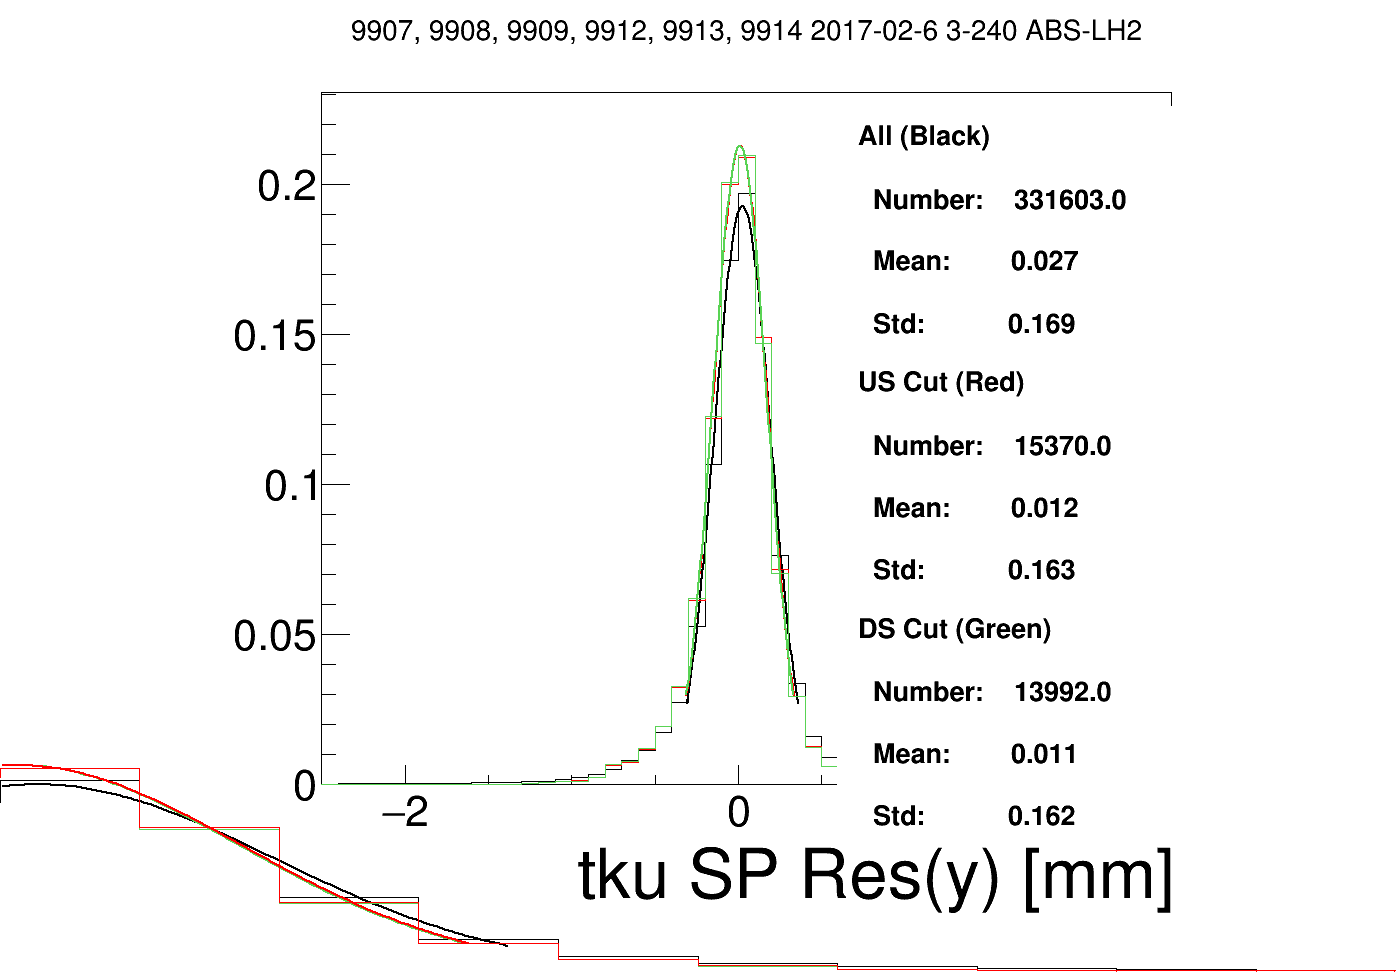 9907, 9908, 9909, 9912, 9913, 9914 2017-02-6 3-240 ABS-LH2
All (Black)
Number: 331603.0
Mean: 0.027
Std: 0.169
US Cut (Red)
Number: 15370.0
Mean: 0.012
Std: 0.163
DS Cut (Green)
Number: 13992.0
Mean: 0.011
Std: 0.162
0.2
0.15
0.1
0.05
0
−2 0
tku SP Res(y) [mm]